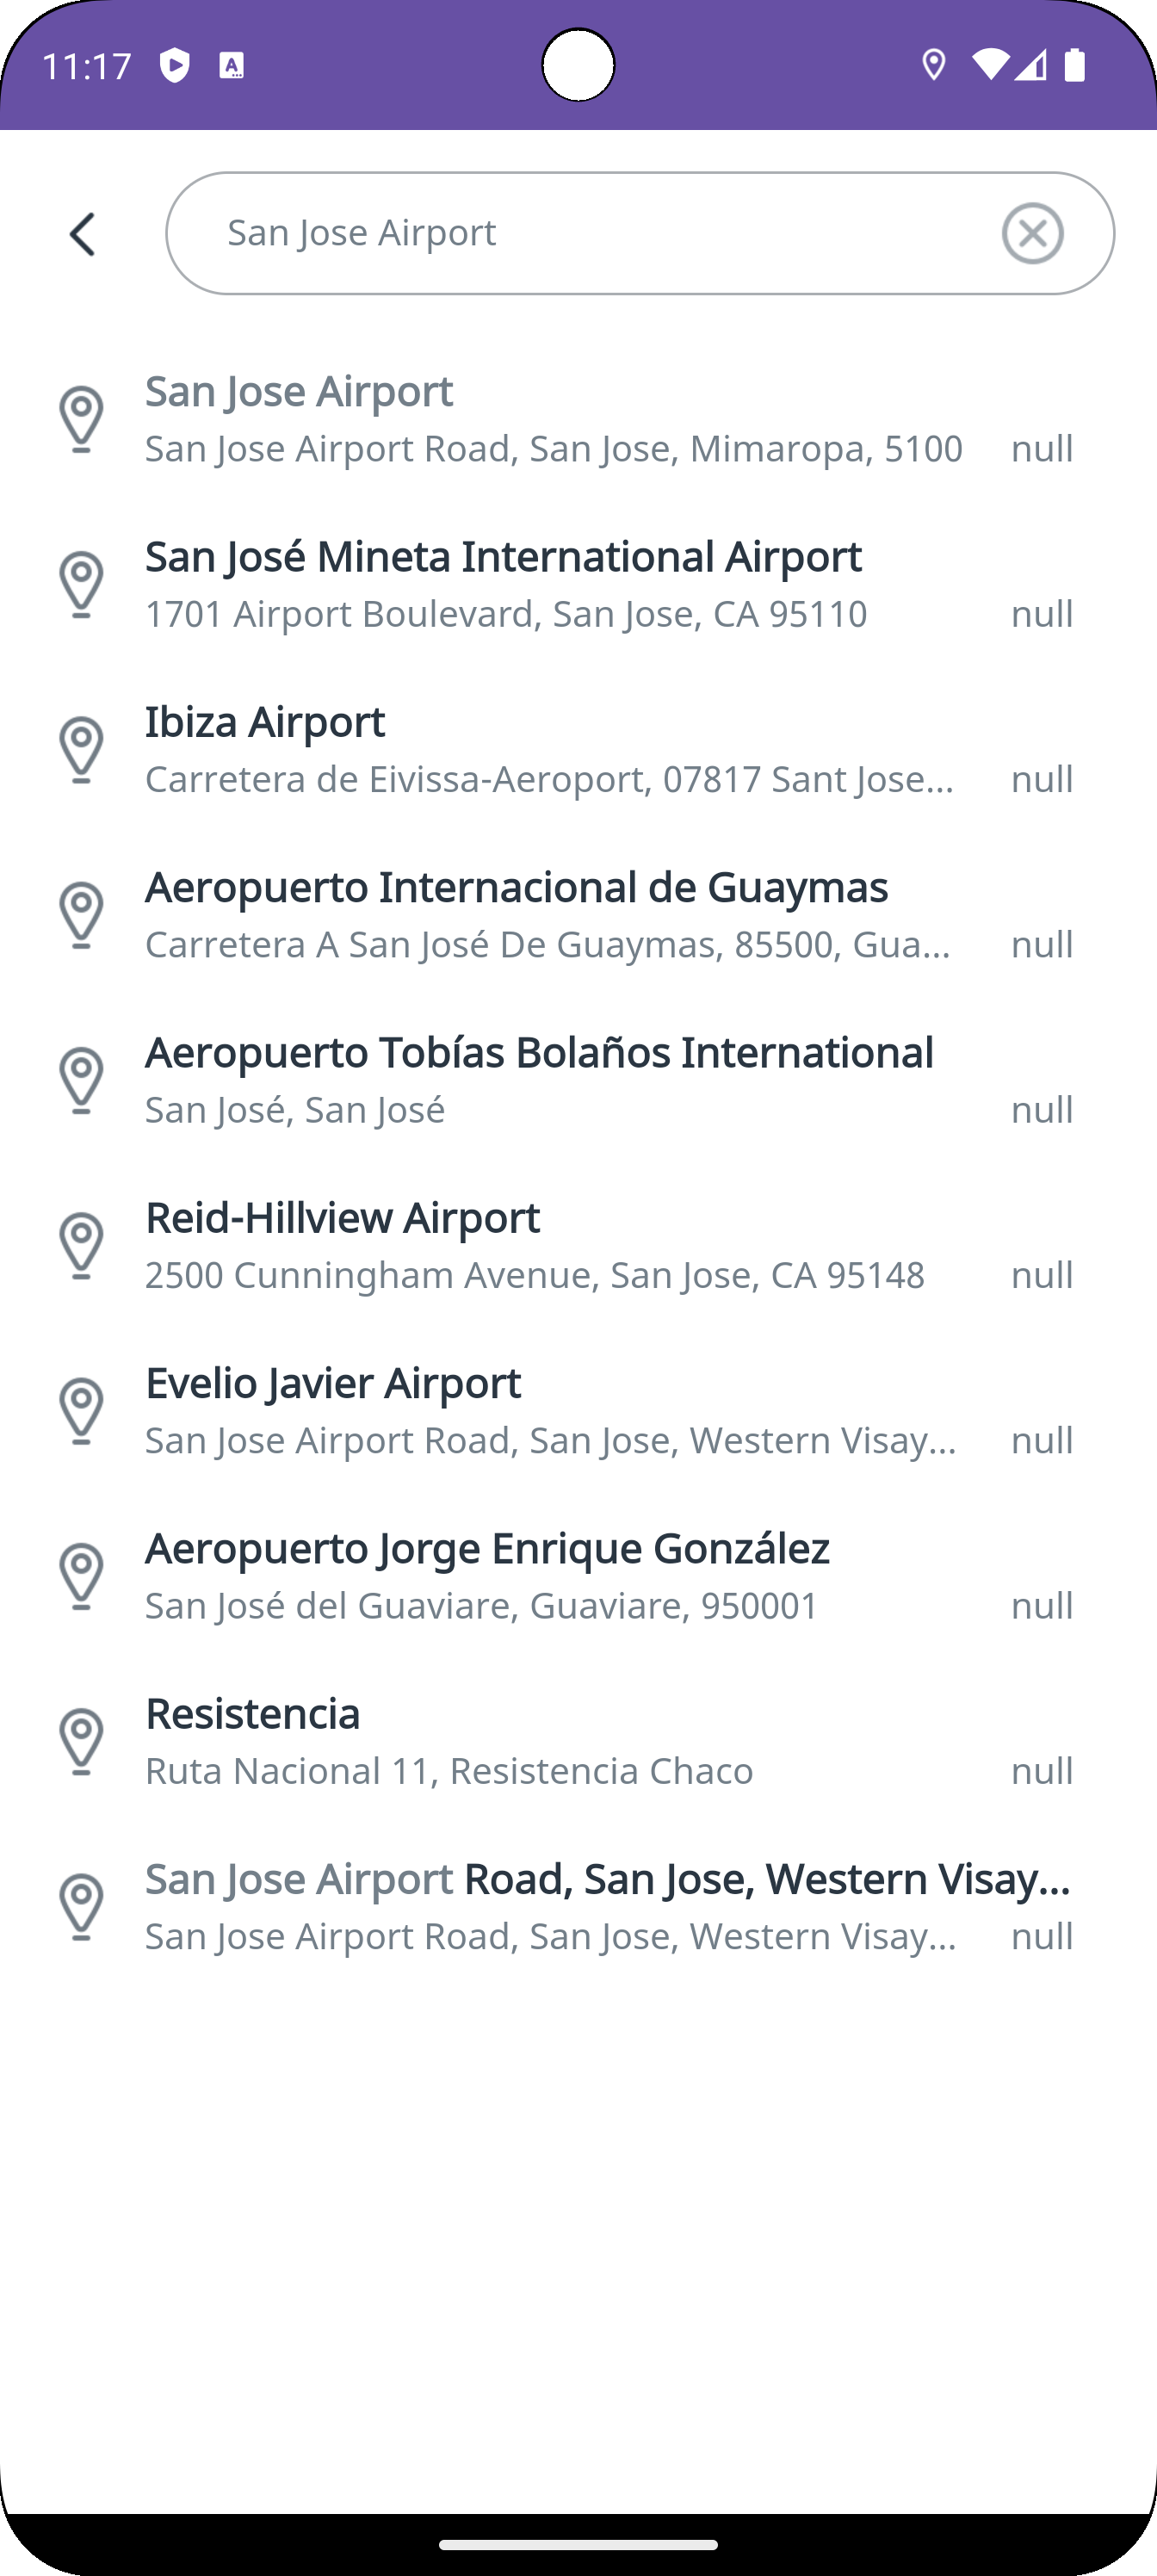 11:17
San Jose Airport
San Jose Airport
San Jose Airport Road, San Jose, Mimaropa, 5100 null
San José Mineta International Airport
1701 Airport Boulevard, San Jose, CA 95110 null
Ibiza Airport
Carretera de Eivissa-Aeroport, 07817 Sant Jose... null
Aeropuerto Internacional de Guaymas
Carretera A San José De Guaymas, 85500, Gua... null
Aeropuerto Tobías Bolaños International
San José, San José null
Reid-Hillview Airport
2500 Cunningham Avenue, San Jose, CA 95148 null
Evelio Javier Airport
San Jose Airport Road, San Jose, Western Visay... null
Aeropuerto Jorge Enrique González
San José del Guaviare, Guaviare, 950001 null
Resistencia
Ruta Nacional 11, Resistencia Chaco null
San Jose Airport Road, San Jose, Western Visay...
San Jose Airport Road, San Jose, Western Visay... null